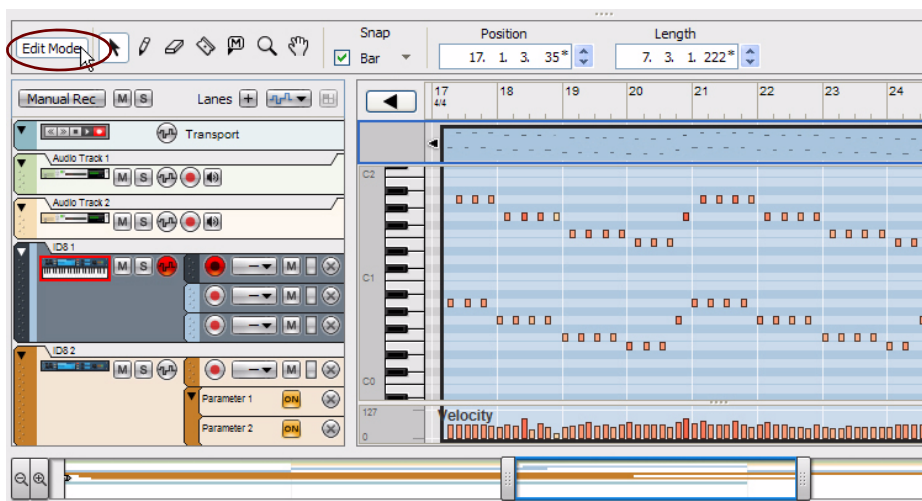 Edit Mode
Snap
Bar
Position
17. 1. 3. 35*
Length
7. 3. 1. 222*
Manual Rec M S Lanes +
17 18 19 20 21 22 23 24
4/4
Transport
Audio Track 1
M S
Audio Track 2
M S
ID8 1
M S M
M
M
ID8 2
M S M
Parameter 1 ON
Parameter 2 ON
C2
C1
C0
127
0
Velocity